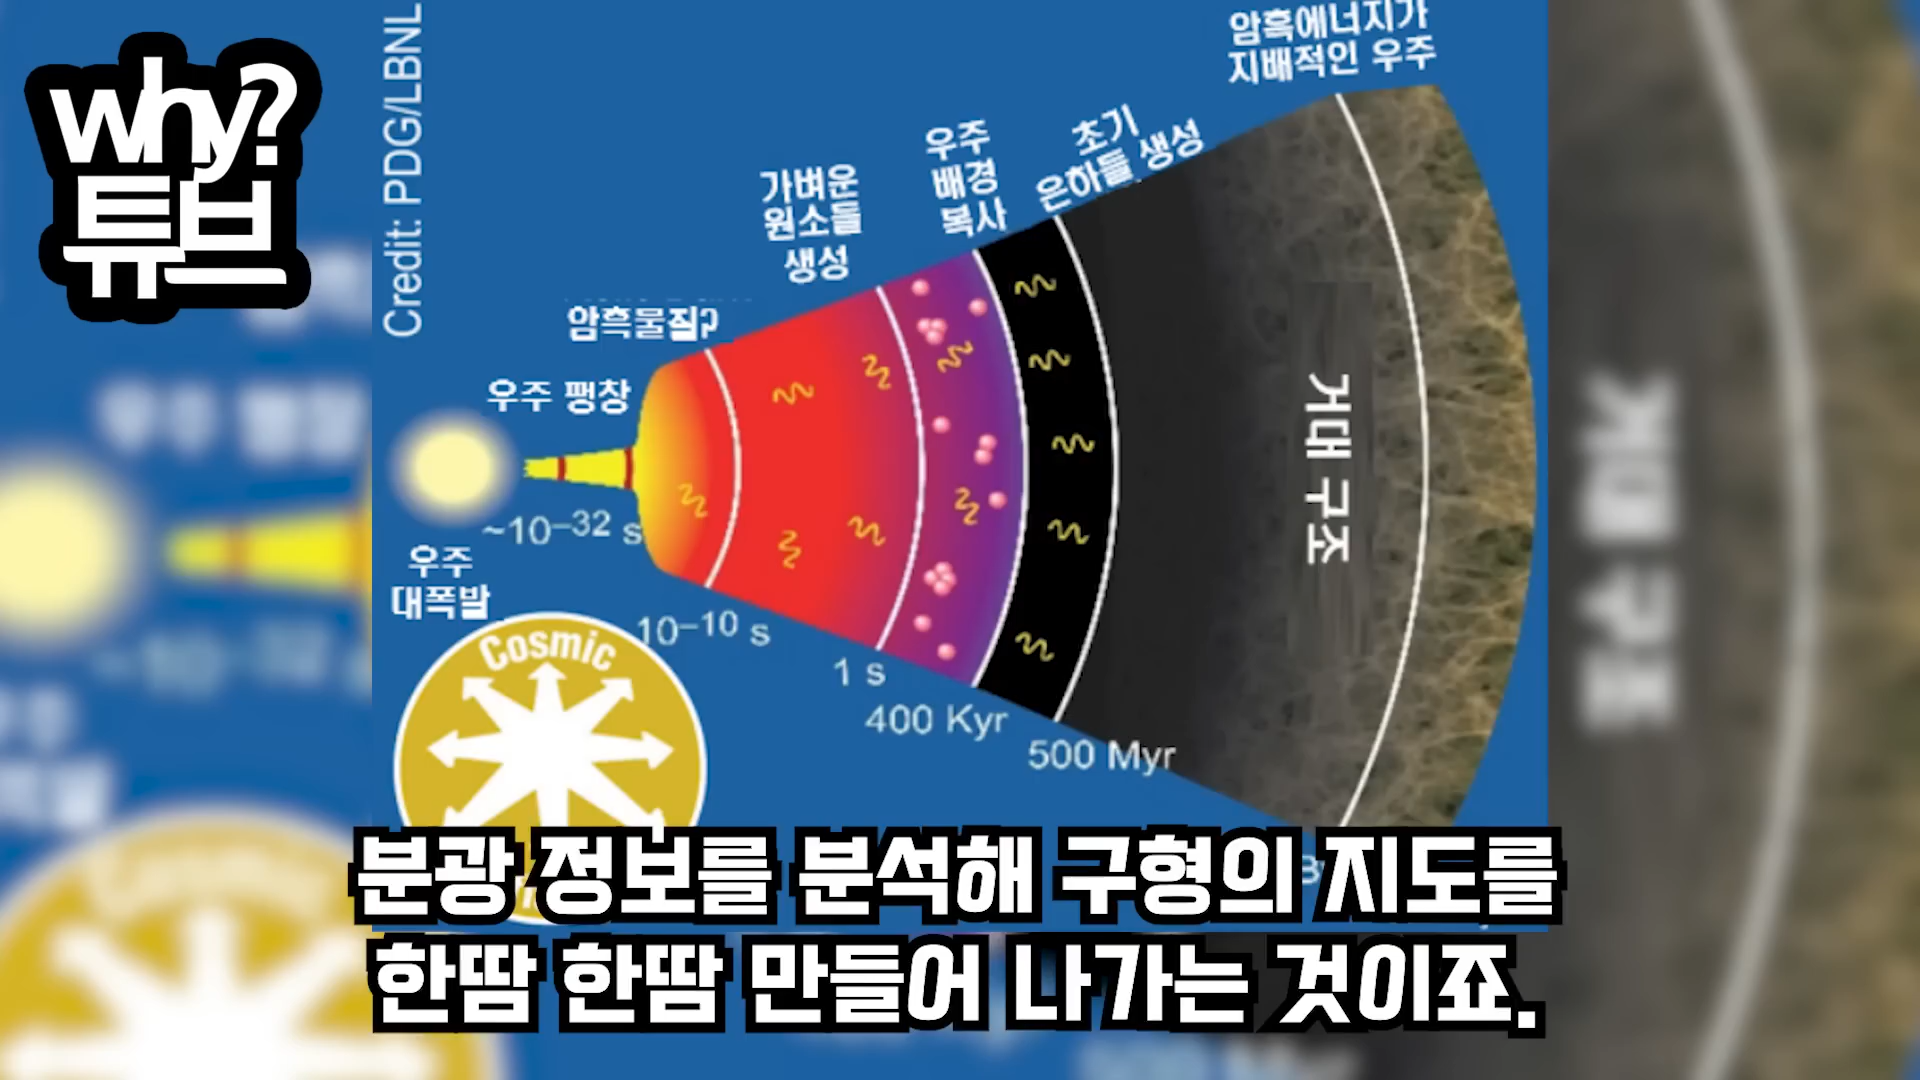 why?
튜브
Credit: PDG/LBNL
암흑에너지가
지배적인 우주
초기
은하들 생성
우주
배경
복사
가벼운
원소들
생성
암흑물질?
우주 팽창
~10–32 s
우주
대폭발
10–10 s
1 s
400 Kyr
500 Myr
거대 구조
Cosmic
분광 정보를 분석해 구형의 지도를
한땀 한땀 만들어 나가는 것이죠.